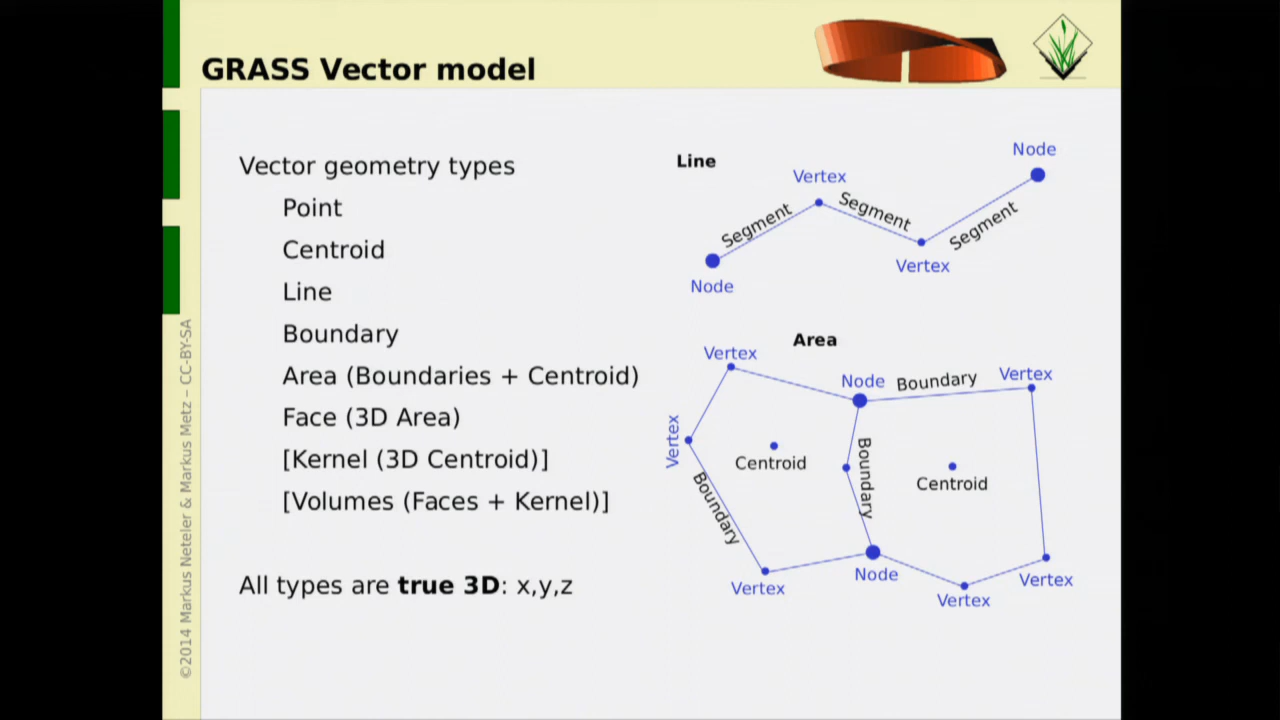 GRASS Vector model
Vector geometry types
Point
Centroid
Line
Boundary
Area (Boundaries + Centroid)
Face (3D Area)
[Kernel (3D Centroid)]
[Volumes (Faces + Kernel)]
All types are true 3D: x,y,z
Line
Node
Vertex
Segment
Segment
Segment
Vertex
Node
Area
Vertex
Node
Boundary
Vertex
Vertex
Centroid
Boundary
Centroid
Boundary
Vertex
Node
Vertex
Vertex
©2014 Markus Neteler & Markus Metz – CC-BY-SA